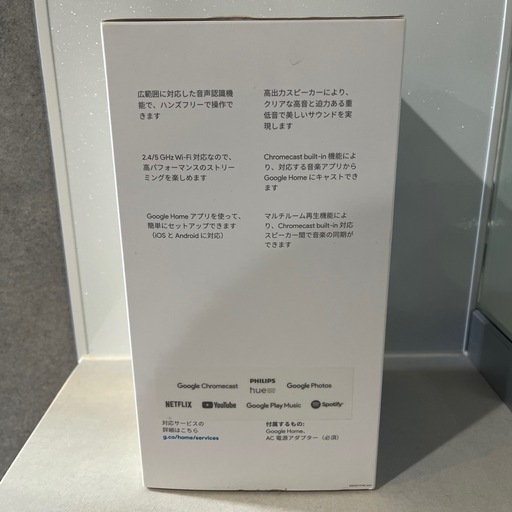 広範囲に対応した音声認識機
能で、ハンズフリーで操作で
きます
高出力スピーカーにより、
クリアな高音と迫力ある重
低音で美しいサウンドを実
現します
2.4/5 GHz Wi-Fi 対応なので、
高パフォーマンスのストリー
ミングを楽しめます
Chromecast built-in 機能によ
り、対応する音楽アプリから
Google Home にキャストでき
ます
Google Home アプリを使って、
簡単にセットアップできます
（iOS と Android に対応）
マルチルーム再生機能によ
り、Chromecast built-in 対応
スピーカー間で音楽の同期が
できます
Google Chromecast
PHILIPS
hue
Google Photos
NETFLIX
YouTube
Google Play Music
Spotify
対応サービスの
詳細はこちら
g.co/home/services
付属するもの:
Google Home、
AC 電源アダプター（必須）